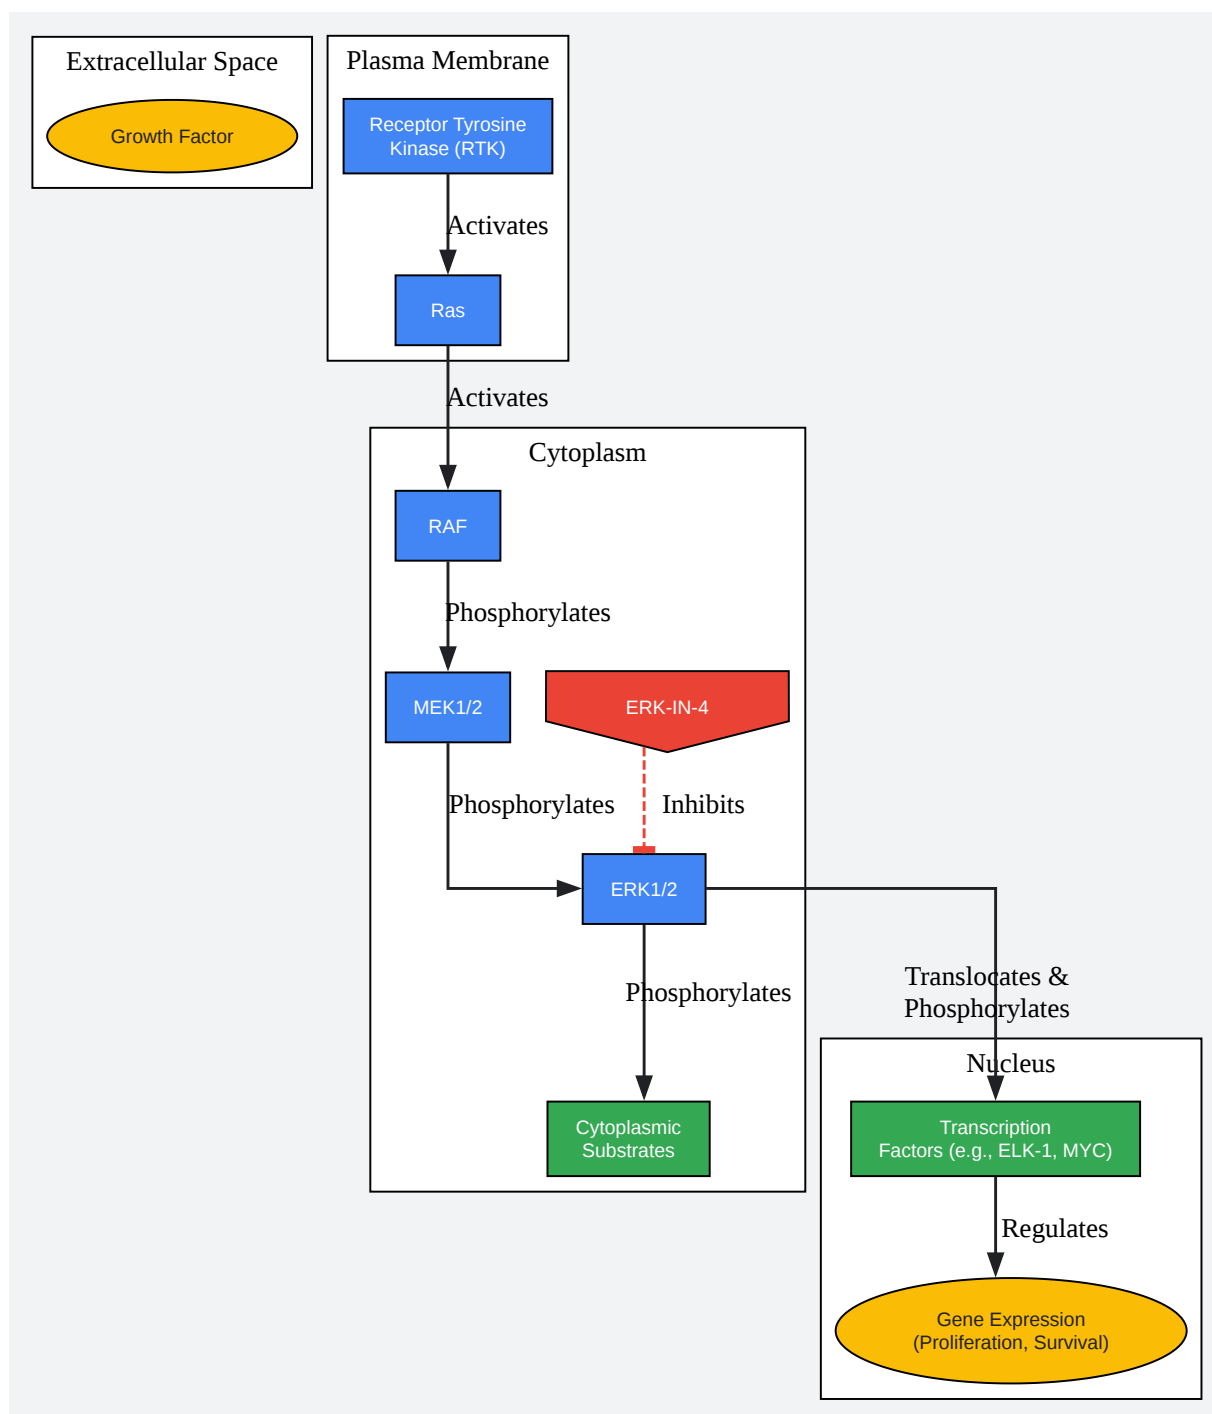 Extracellular Space
Growth Factor
Plasma Membrane
Receptor Tyrosine
Kinase (RTK)
Activates
Ras
Activates
Cytoplasm
RAF
Phosphorylates
MEK1/2
ERK-IN-4
Phosphorylates
Inhibits
ERK1/2
Phosphorylates
Translocates &
Phosphorylates
Cytoplasmic
Substrates
Nucleus
Transcription
Factors (e.g., ELK-1, MYC)
Regulates
Gene Expression
(Proliferation, Survival)